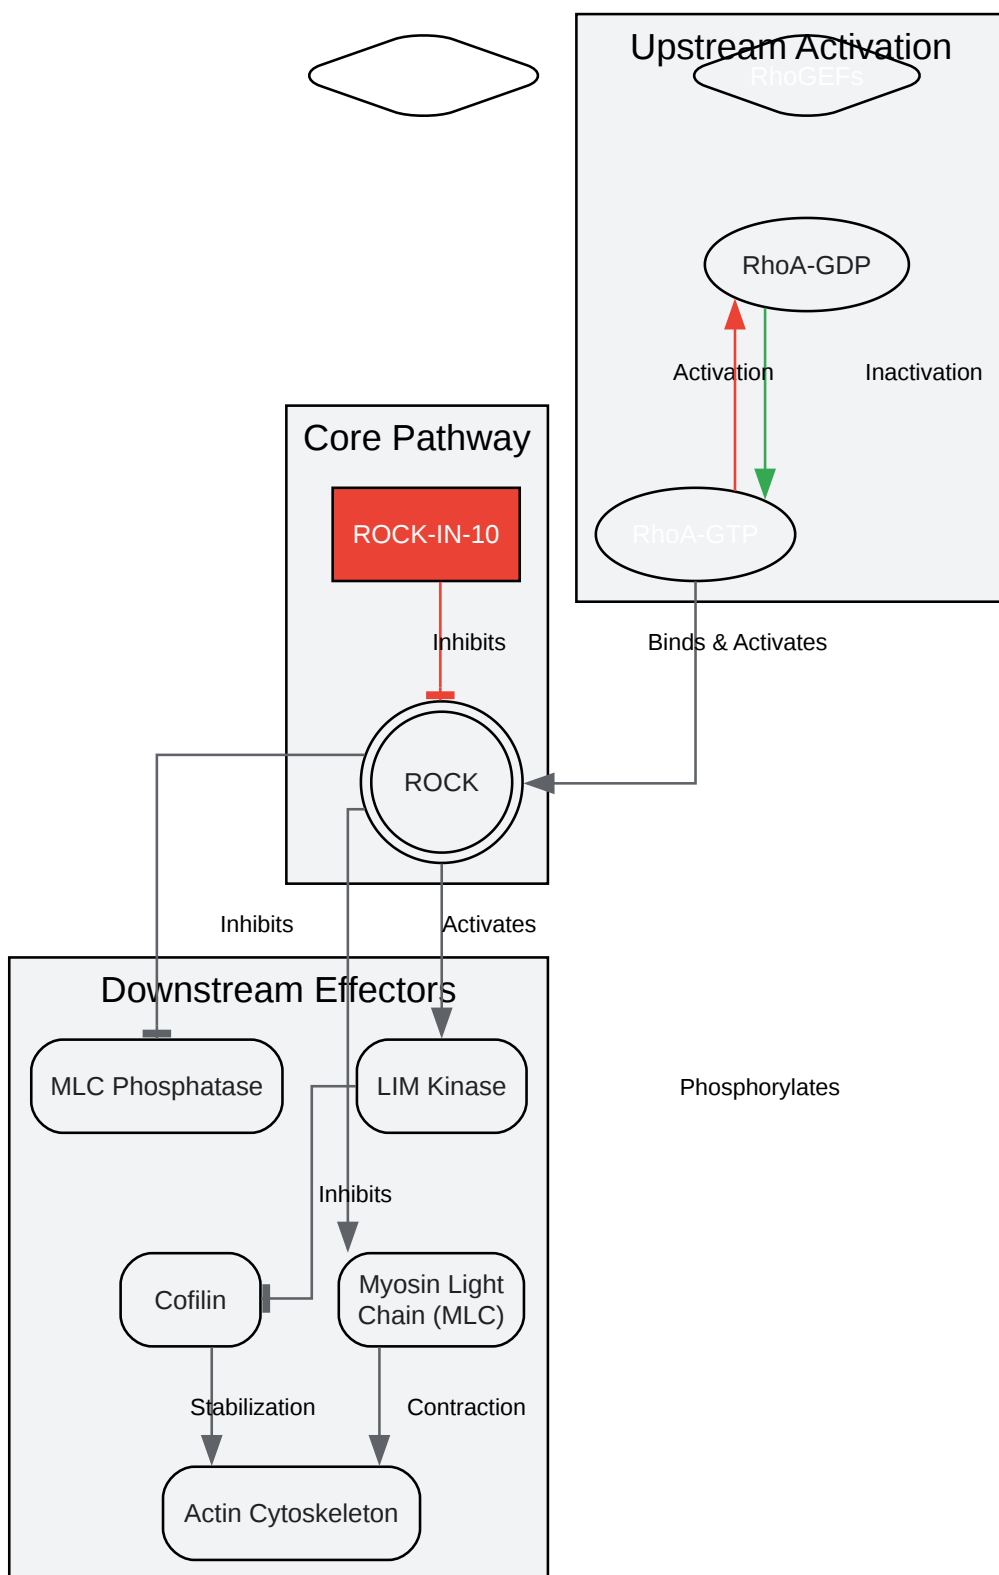 Upstream Activation
RhoGEFs
RhoA-GDP
Activation
Inactivation
Core Pathway
ROCK-IN-10
RhoA-GTP
Inhibits
Binds & Activates
ROCK
Inhibits
Activates
Downstream Effectors
MLC Phosphatase
LIM Kinase
Phosphorylates
Inhibits
Cofilin
Myosin Light
Chain (MLC)
Stabilization
Contraction
Actin Cytoskeleton